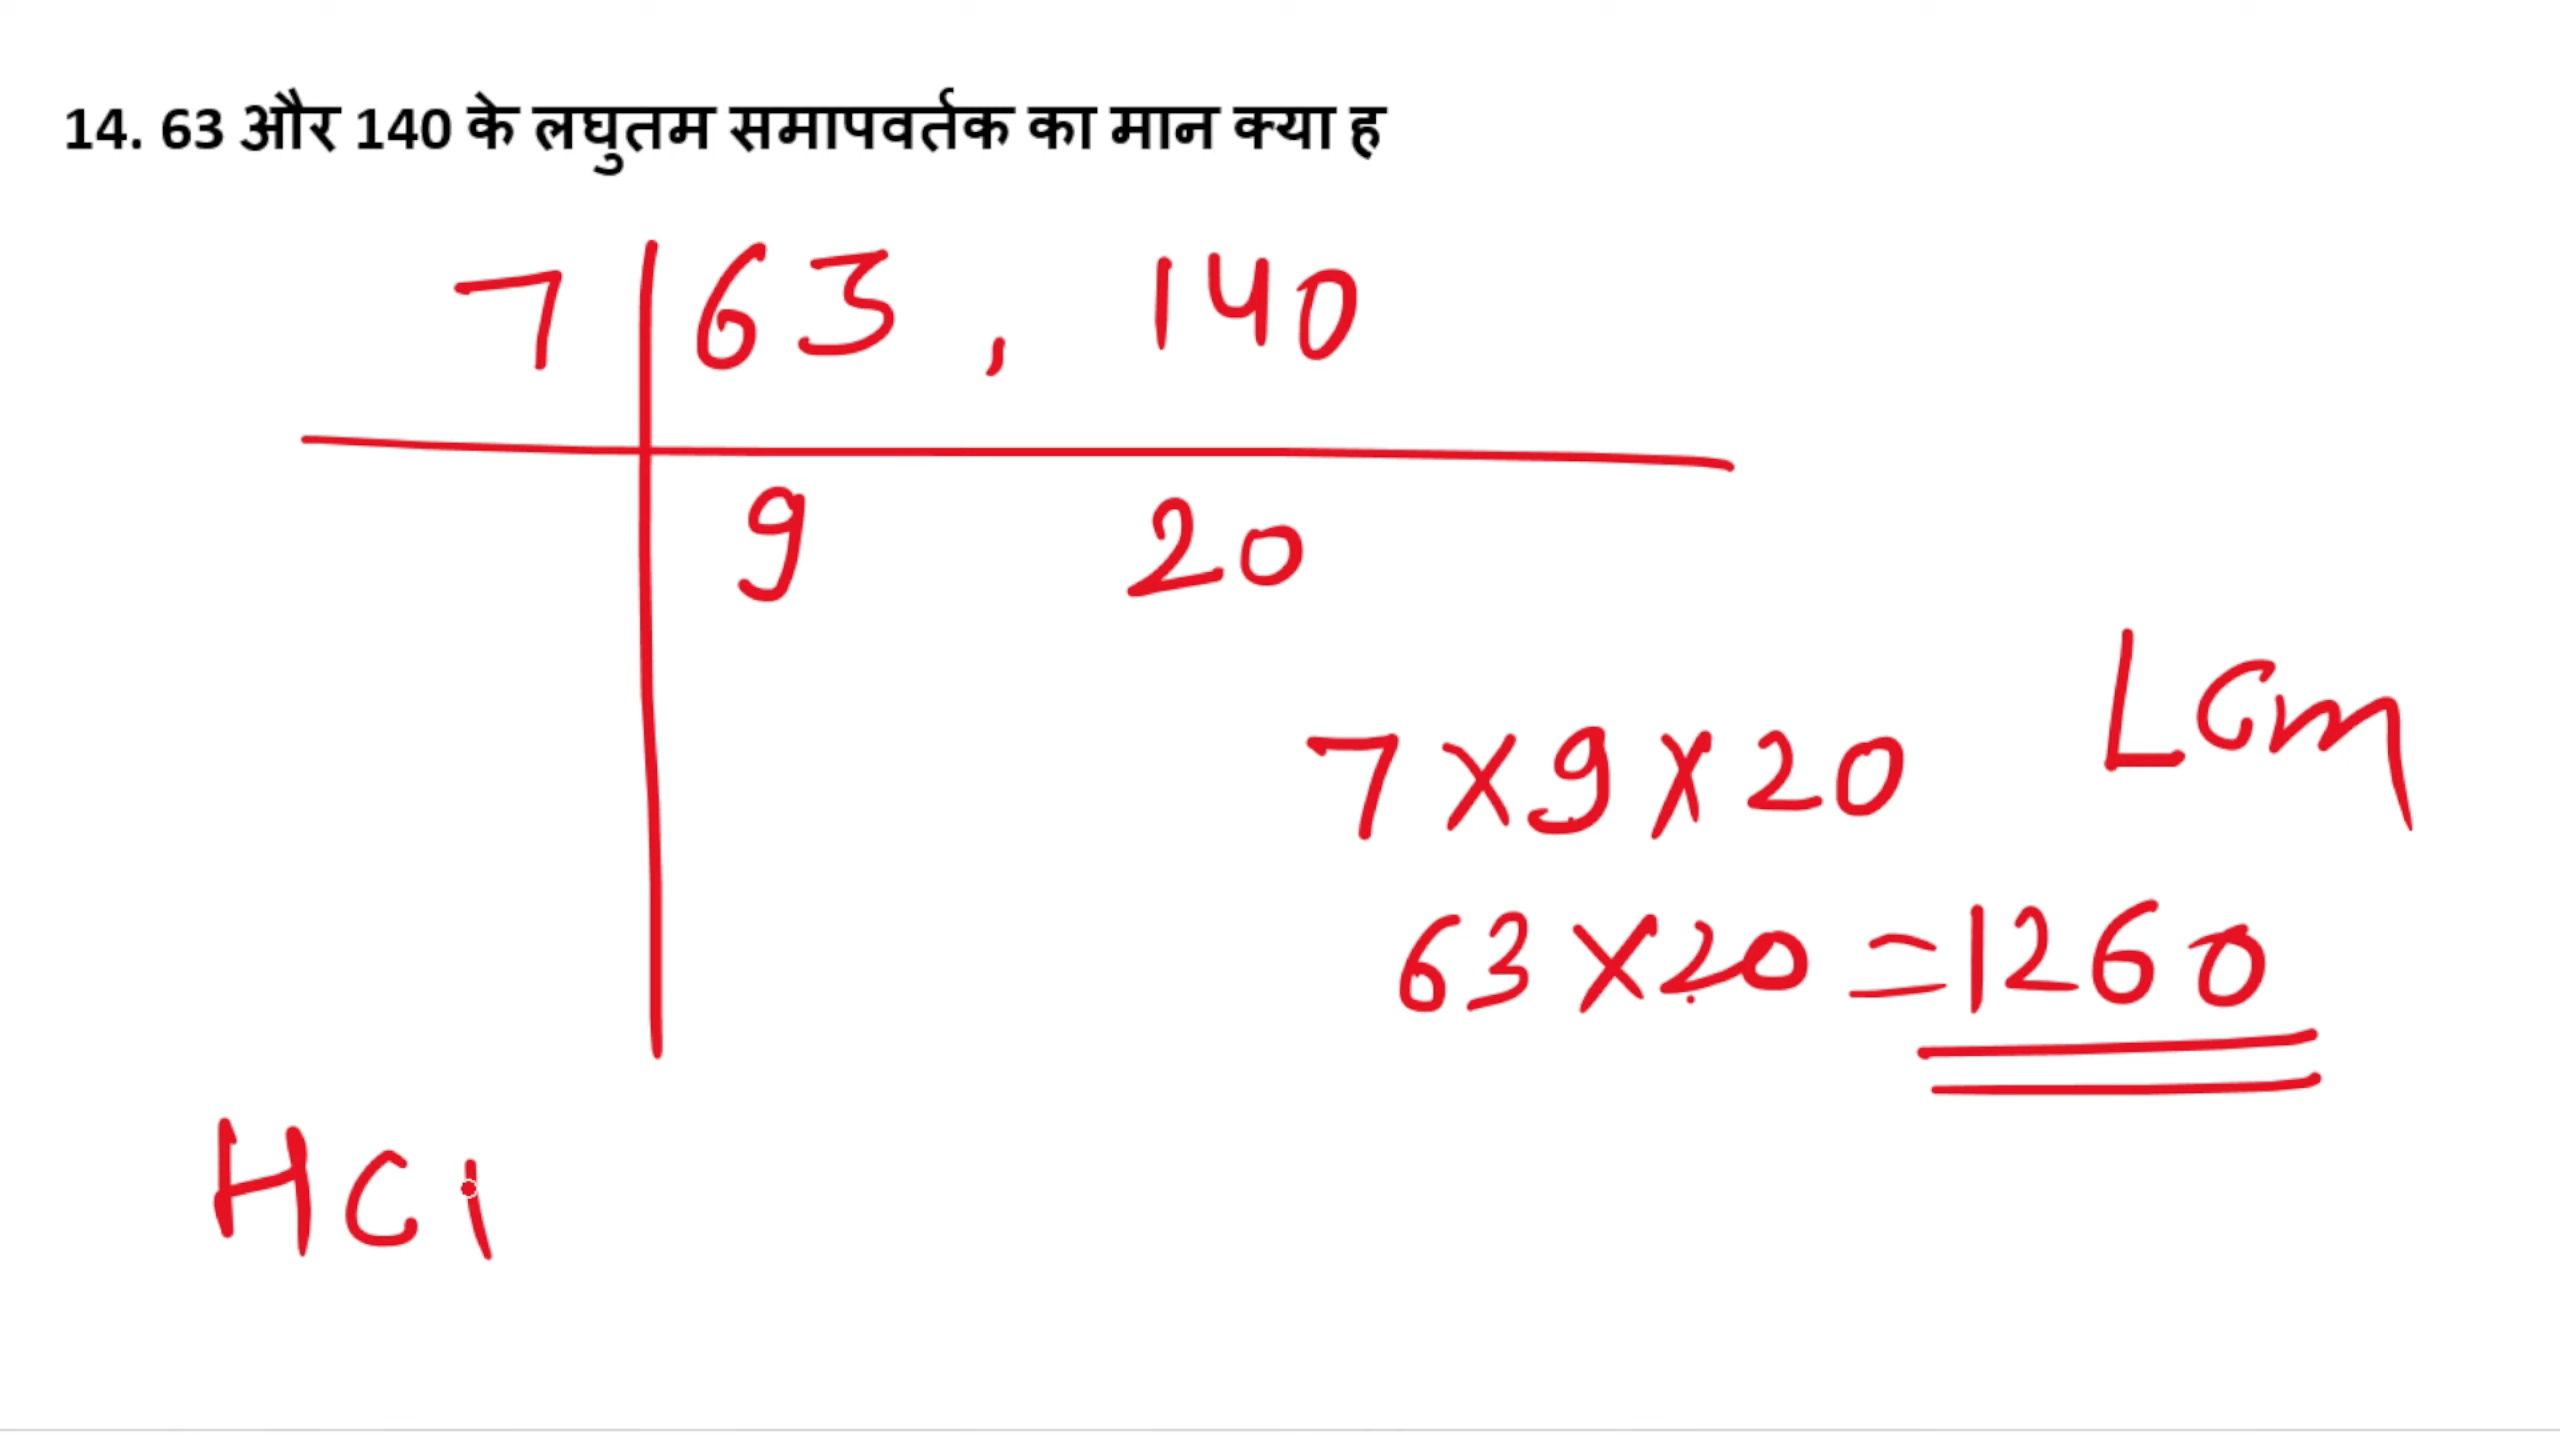 14. 63 और 140 के लघुतम समापवर्तक का मान क्या ह
7 63 , 140
9 20
7 × 9 × 20 Lcm
63 × 20 = 1260
HC